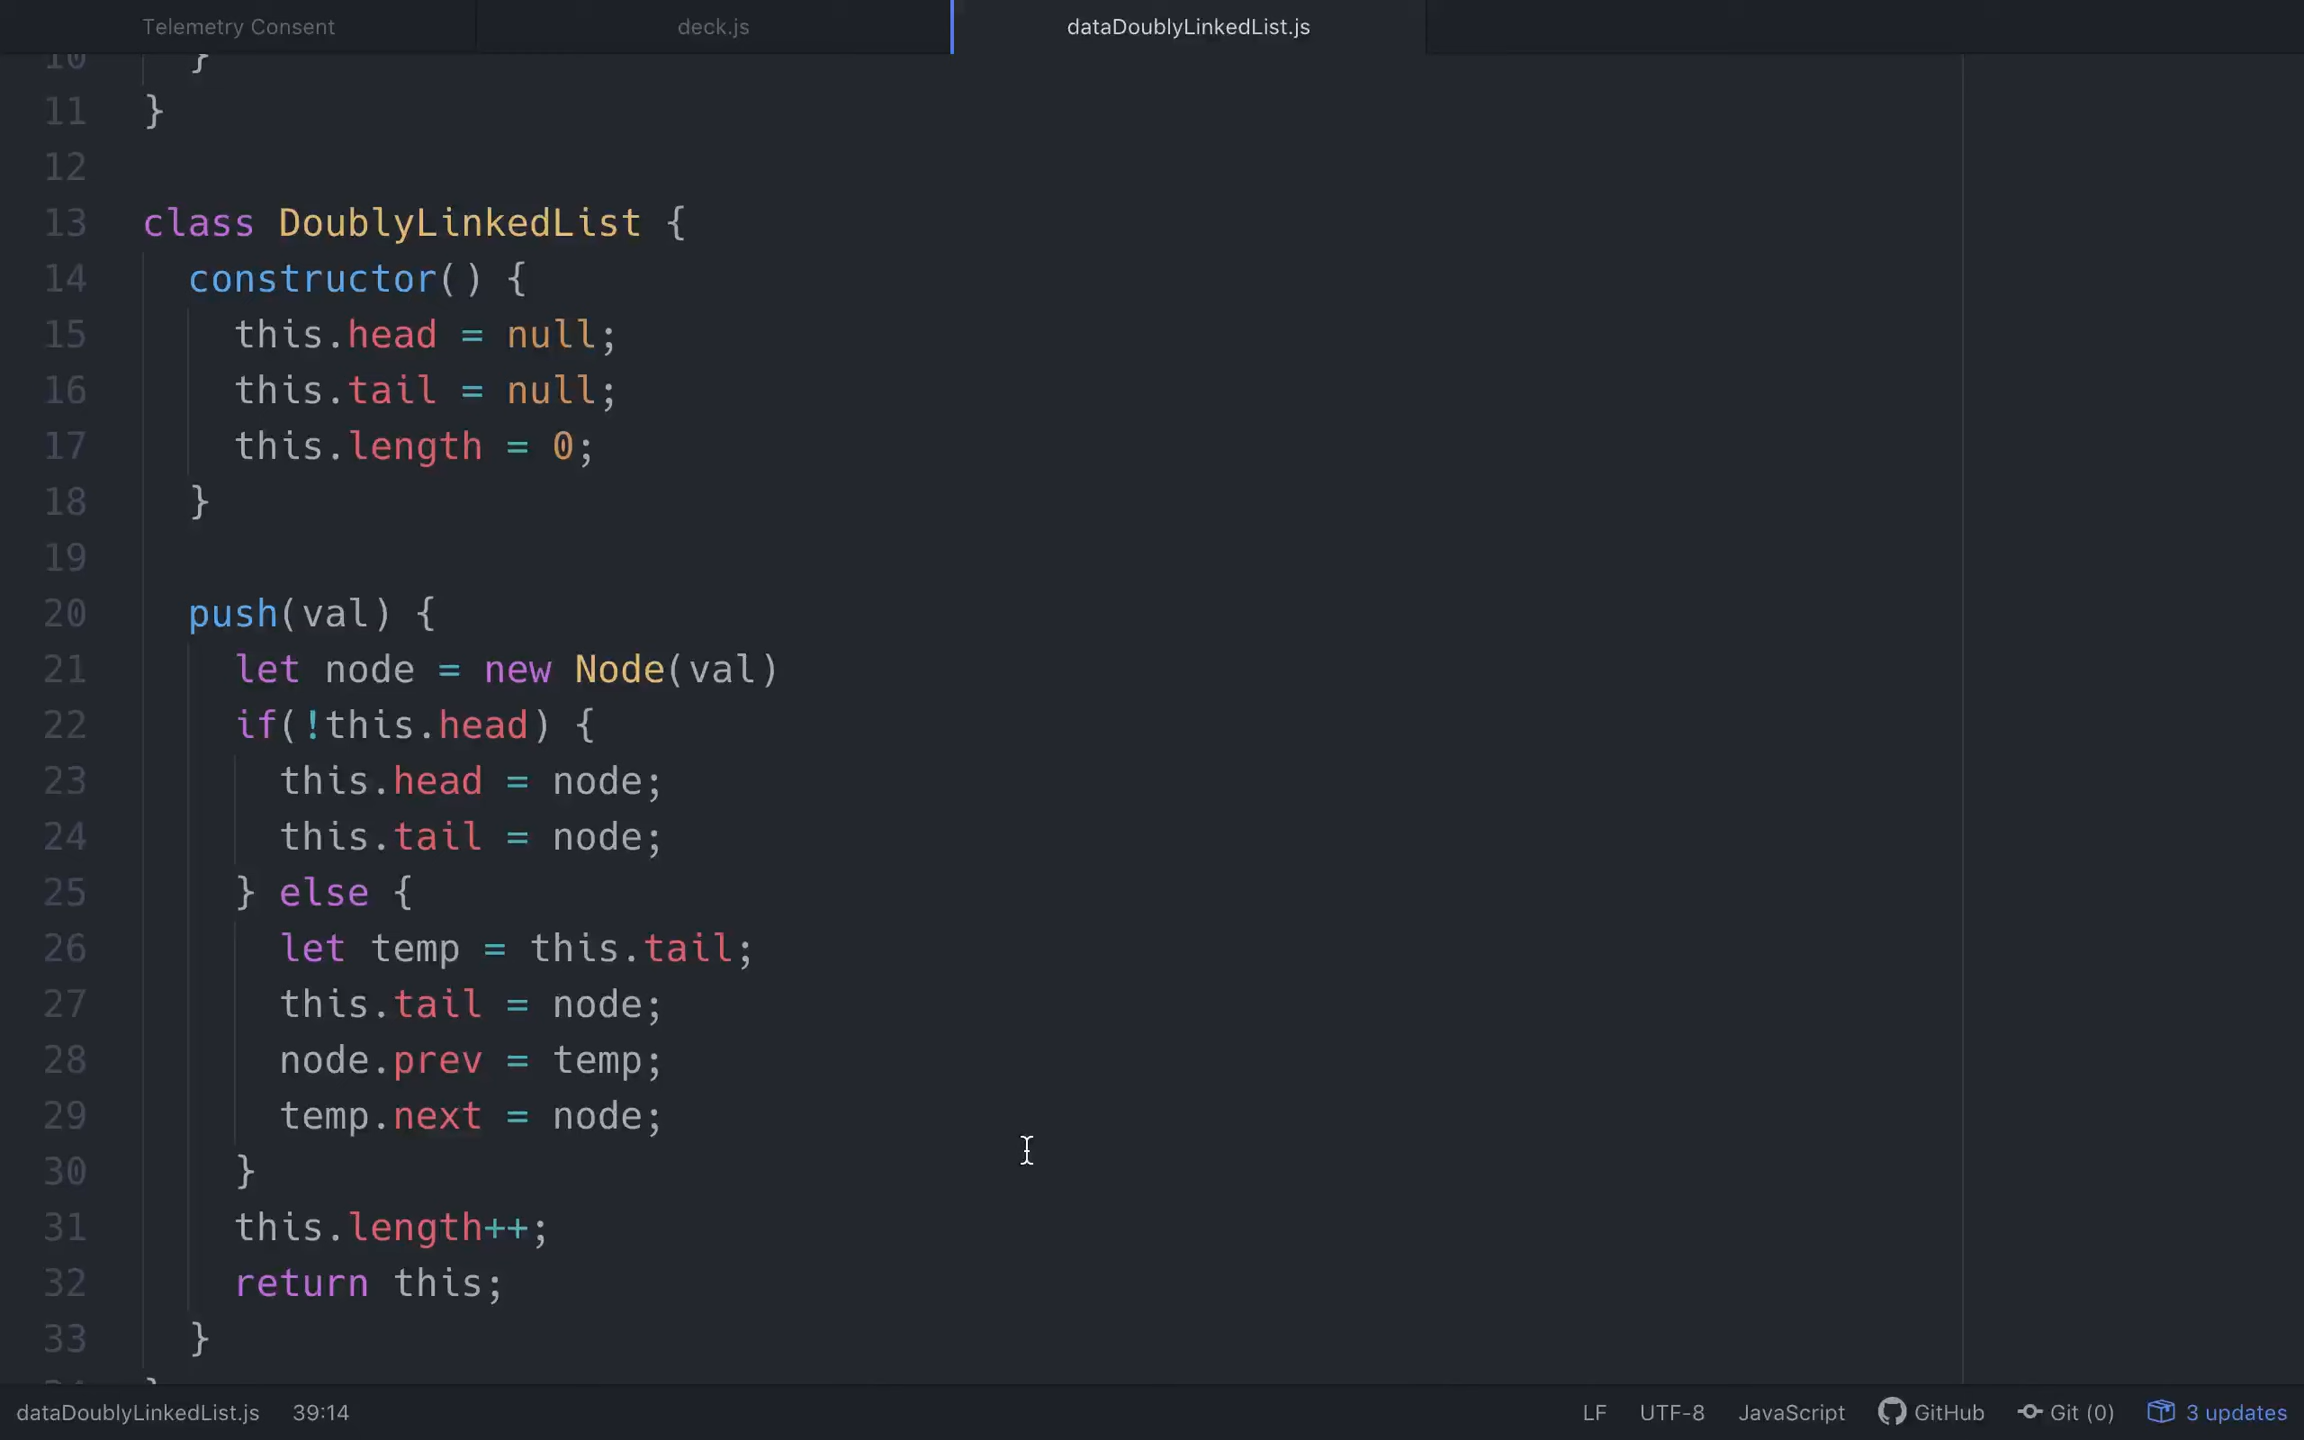 Telemetry Consent deck.js dataDoublyLinkedList.js
10 }
11 }
12
13 class DoublyLinkedList {
14 constructor() {
15 this.head = null;
16 this.tail = null;
17 this.length = 0;
18 }
19
20 push(val) {
21 let node = new Node(val)
22 if(!this.head) {
23 this.head = node;
24 this.tail = node;
25 } else {
26 let temp = this.tail;
27 this.tail = node;
28 node.prev = temp;
29 temp.next = node;
30 }
31 this.length++;
32 return this;
33 }
dataDoublyLinkedList.js 39:14 LF UTF-8 JavaScript GitHub Git (0) 3 updates